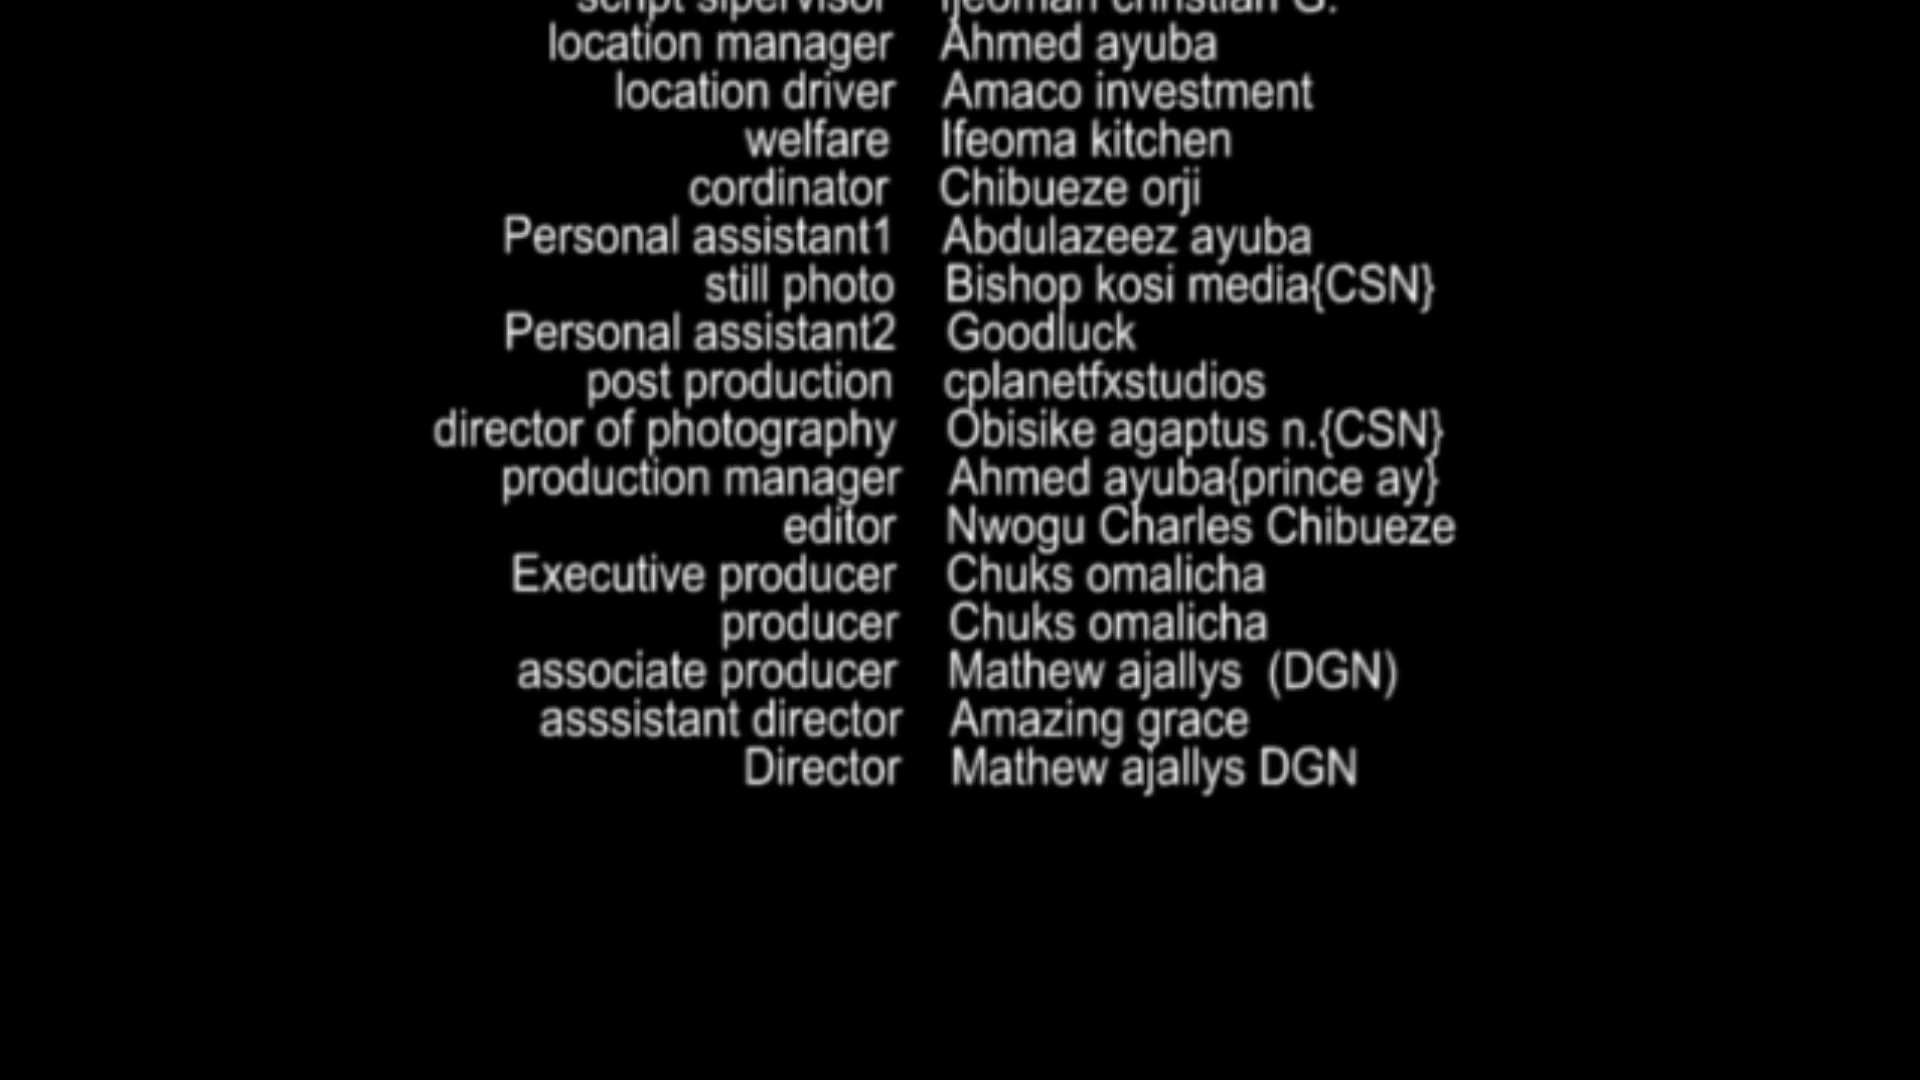 script sipervisor Ijeoman christian G.
location manager Ahmed ayuba
location driver Amaco investment
welfare Ifeoma kitchen
cordinator Chibueze orji
Personal assistant1 Abdulazeez ayuba
still photo Bishop kosi media{CSN}
Personal assistant2 Goodluck
post production cplanetfxstudios
director of photography Obisike agaptus n.{CSN}
production manager Ahmed ayuba{prince ay}
editor Nwogu Charles Chibueze
Executive producer Chuks omalicha
producer Chuks omalicha
associate producer Mathew ajallys (DGN)
asssistant director Amazing grace
Director Mathew ajallys DGN